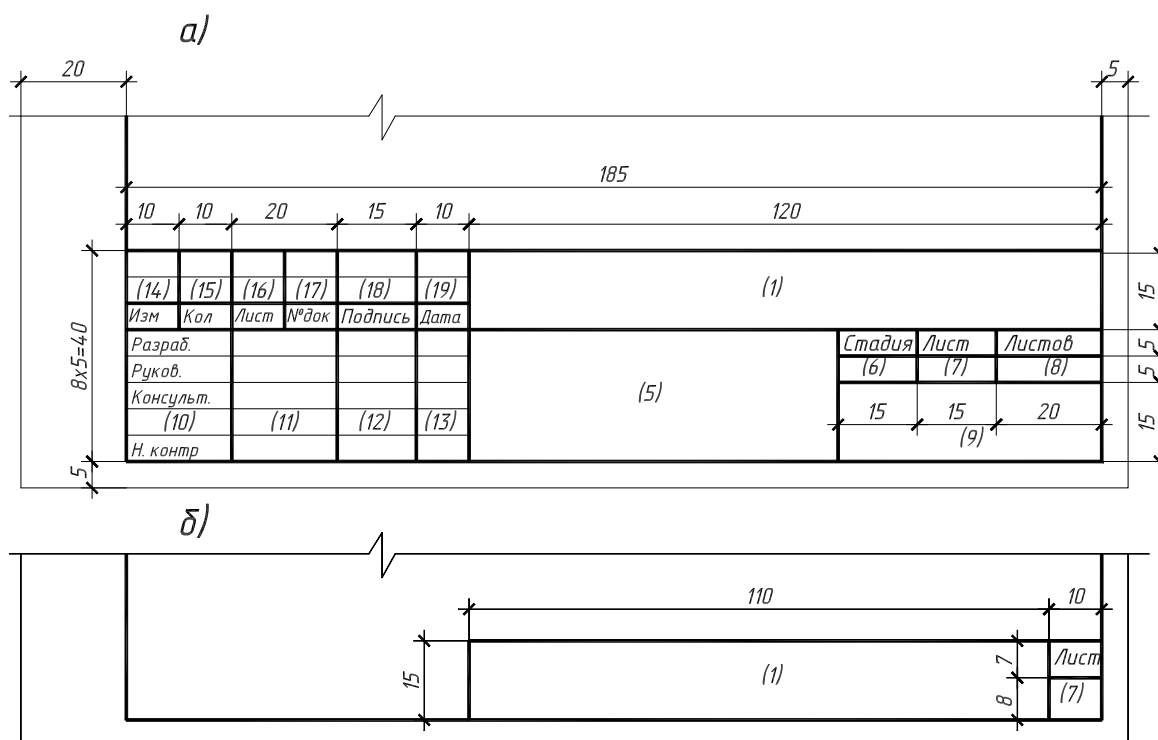 а)
20 5
185
10 10 20 15 10 120
(14) (15) (16) (17) (18) (19) (1) 15
Изм Кол Лист №док Подпись Дата
8х5=40
Разраб. Стадия Лист Листов 5
Руков. (6) (7) (8) 5
Консульт. (5)
(10) (11) (12) (13) 15 15 20 15
(9)
Н. контр
5
б)
110 10
15 (1) 7 Лист
8 (7)